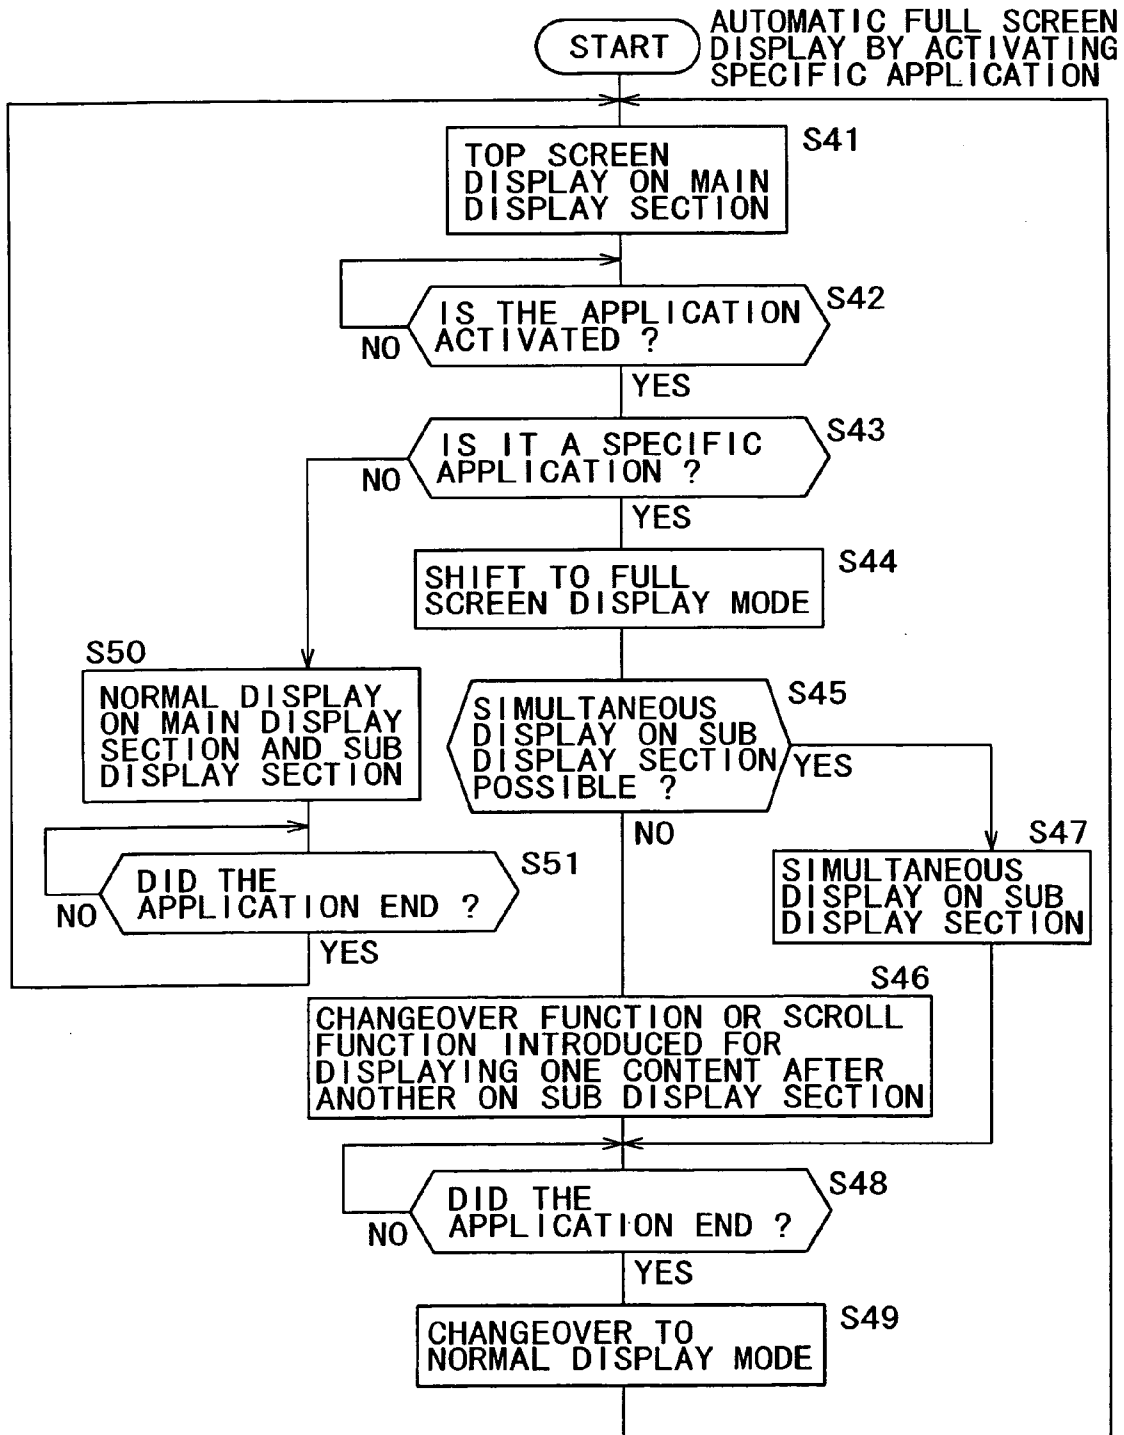 START
AUTOMATIC FULL SCREEN
DISPLAY BY ACTIVATING
SPECIFIC APPLICATION
S41
TOP SCREEN
DISPLAY ON MAIN
DISPLAY SECTION
S42
IS THE APPLICATION
ACTIVATED ?
NO
YES
S43
IS IT A SPECIFIC
APPLICATION ?
NO
YES
S44
SHIFT TO FULL
SCREEN DISPLAY MODE
S50
NORMAL DISPLAY
ON MAIN DISPLAY
SECTION AND SUB
DISPLAY SECTION
S45
SIMULTANEOUS
DISPLAY ON SUB
DISPLAY SECTION
POSSIBLE ?
YES
NO
S47
SIMULTANEOUS
DISPLAY ON SUB
DISPLAY SECTION
S51
DID THE
APPLICATION END ?
NO
YES
S46
CHANGEOVER FUNCTION OR SCROLL
FUNCTION INTRODUCED FOR
DISPLAYING ONE CONTENT AFTER
ANOTHER ON SUB DISPLAY SECTION
S48
DID THE
APPLICATION END ?
NO
YES
S49
CHANGEOVER TO
NORMAL DISPLAY MODE